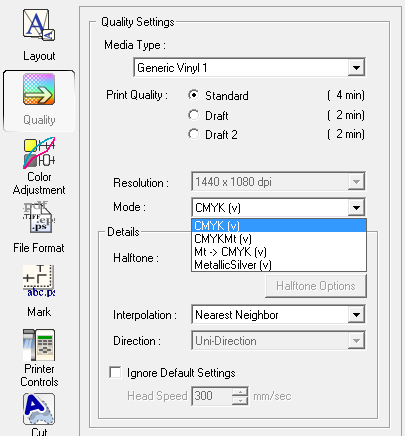 Layout
Quality
Color
Adjustment
.TIFF
.ps
File Format
abc.ps
Mark
Printer
Controls
Cut
Quality Settings
Media Type :
Generic Vinyl 1
Print Quality :
Standard ( 4 min)
Draft ( 2 min)
Draft 2 ( 2 min)
Resolution : 1440 x 1080 dpi
Mode : CMYK (v)
CMYK (v)
CMYKMt (v)
Mt -> CMYK (v)
MetallicSilver (v)
Details
Halftone :
Halftone Options
Interpolation : Nearest Neighbor
Direction : Uni-Direction
Ignore Default Settings
Head Speed 300 mm/sec